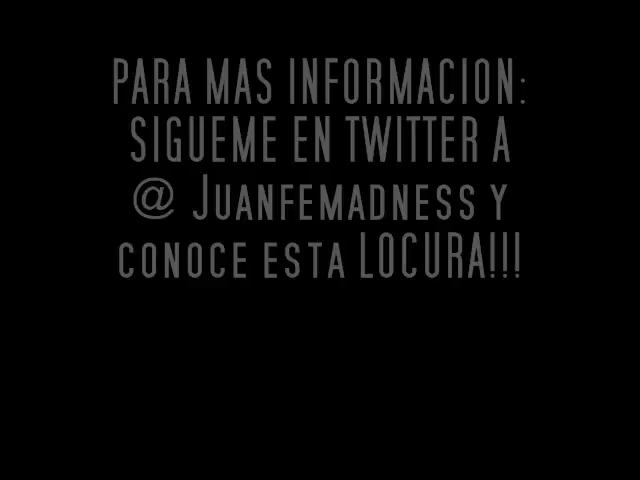 PARA MAS INFORMACION:
SIGUEME EN TWITTER A
@ Juanfemadness y
conoce esta LOCURA!!!